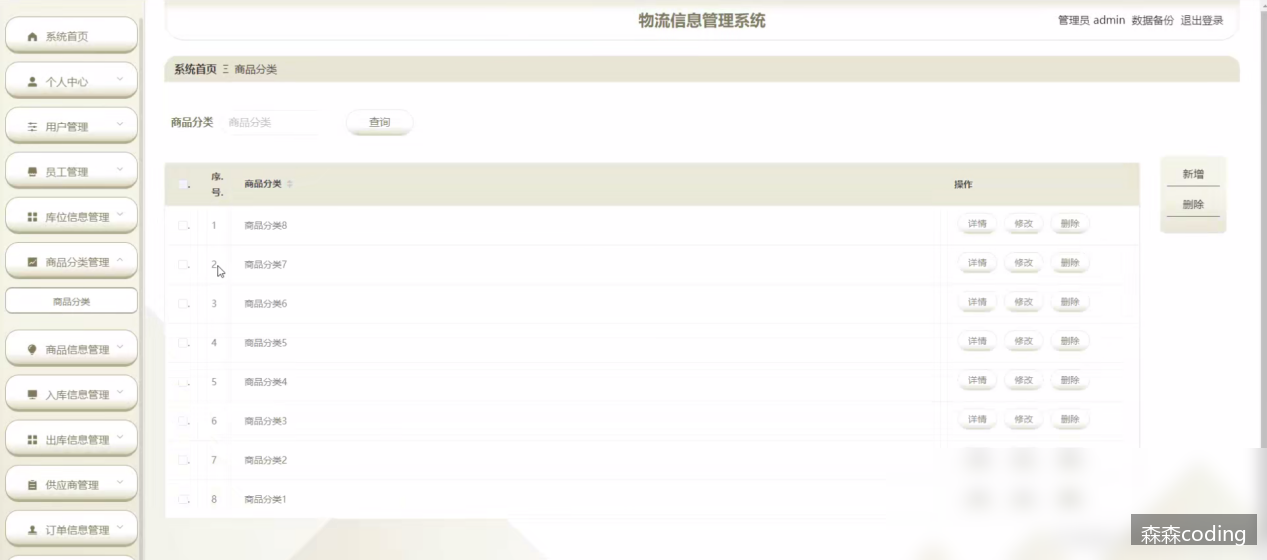 物流信息管理系统
管理员 admin 数据备份 退出登录
系统首页
个人中心
用户管理
员工管理
库位信息管理
商品分类管理
商品分类
商品信息管理
入库信息管理
出库信息管理
供应商管理
订单信息管理
系统首页 Ξ 商品分类
商品分类 商品分类 查询
序号 商品分类 操作
1 商品分类8 详情 修改 删除
2 商品分类7 详情 修改 删除
3 商品分类6 详情 修改 删除
4 商品分类5 详情 修改 删除
5 商品分类4 详情 修改 删除
6 商品分类3 详情 修改 删除
7 商品分类2
8 商品分类1
新增
删除
森森coding